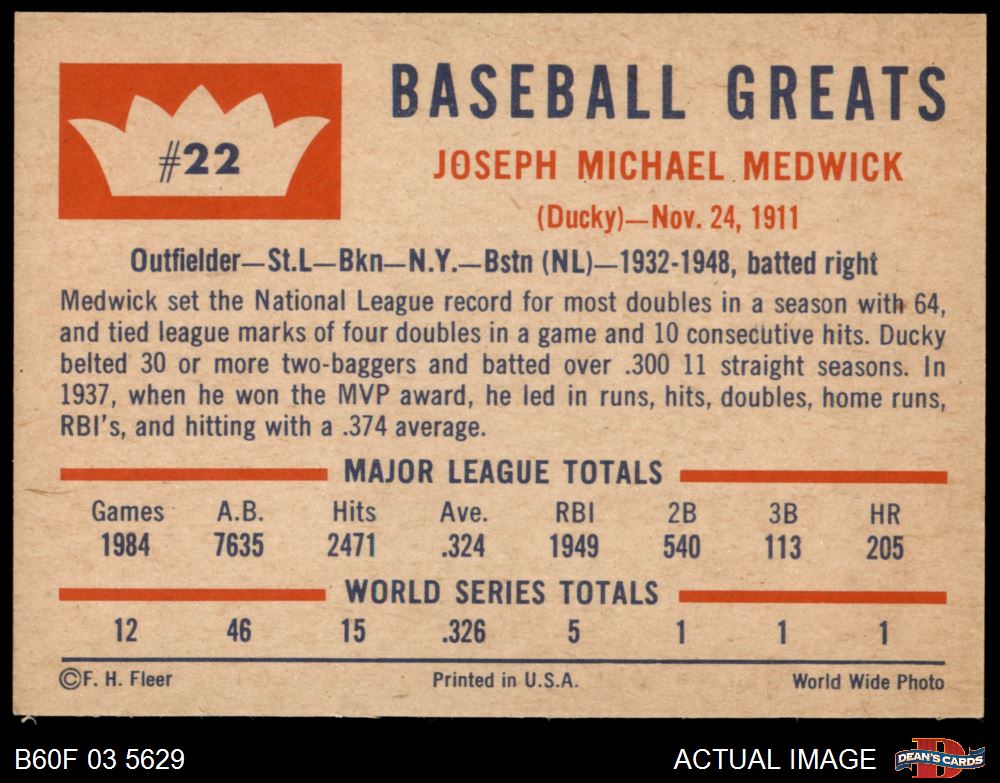 #22
BASEBALL GREATS
JOSEPH MICHAEL MEDWICK
(Ducky)—Nov. 24, 1911
Outfielder—St.L—Bkn—N.Y.—Bstn (NL)—1932-1948, batted right
Medwick set the National League record for most doubles in a season with 64,
and tied league marks of four doubles in a game and 10 consecutive hits. Ducky
belted 30 or more two-baggers and batted over .300 11 straight seasons. In
1937, when he won the MVP award, he led in runs, hits, doubles, home runs,
RBI's, and hitting with a .374 average.
MAJOR LEAGUE TOTALS
Games A.B. Hits Ave. RBI 2B 3B HR
1984 7635 2471 .324 1949 540 113 205
WORLD SERIES TOTALS
12 46 15 .326 5 1 1 1
©F. H. Fleer Printed in U.S.A. World Wide Photo
B60F 03 5629 ACTUAL IMAGE D DEAN'S CARDS